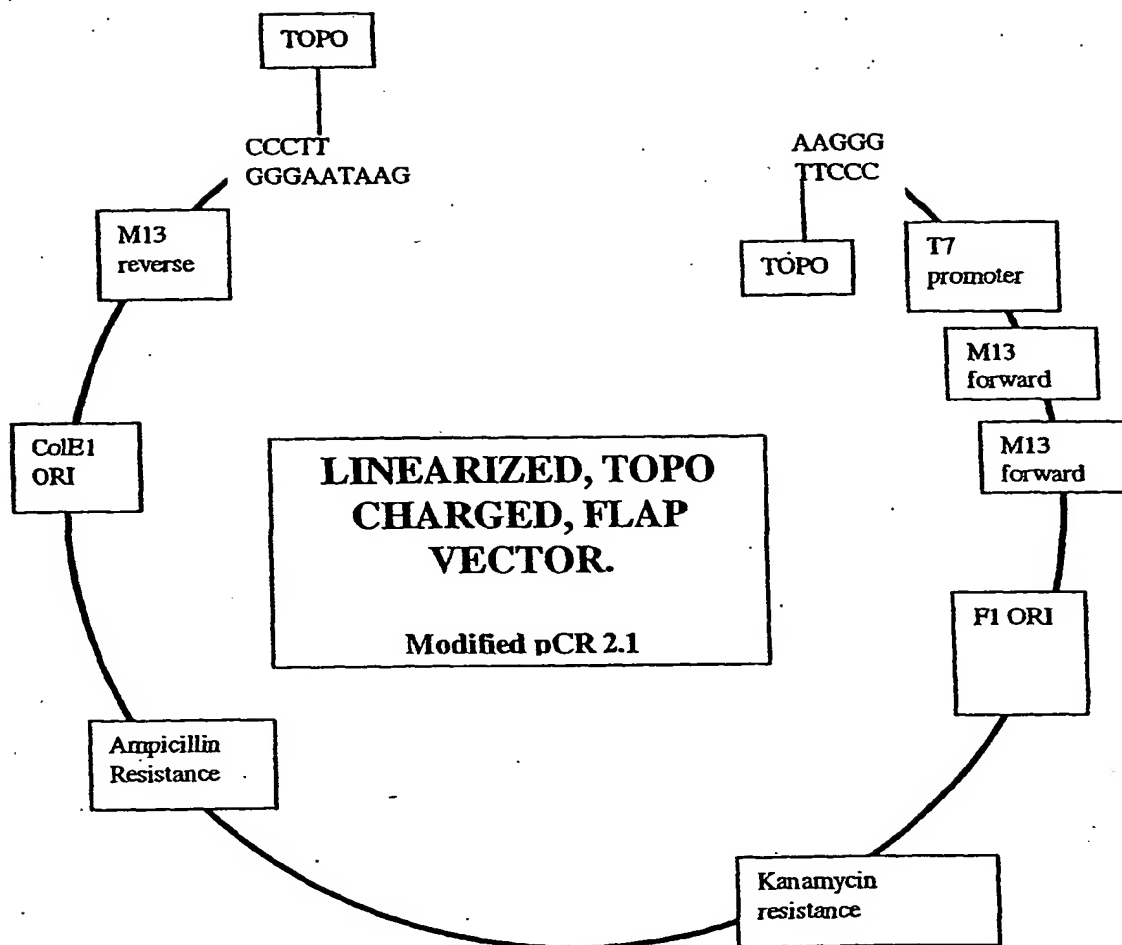 TOPO
CCCTT
GGGAATAAG
AAGGG
TTCCC
TOPO
M13
reverse
T7
promoter
M13
forward
M13
forward
ColE1
ORI
LINEARIZED, TOPO
CHARGED, FLAP
VECTOR.
Modified pCR 2.1
F1 ORI
Ampicillin
Resistance
Kanamycin
resistance